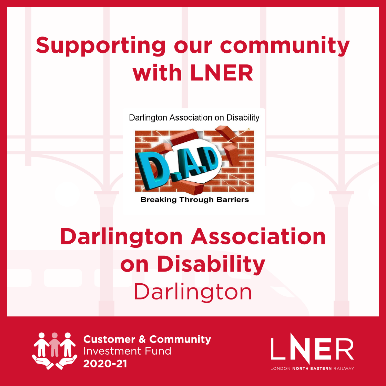 Supporting our community
with LNER
Darlington Association on Disability
D.A.D
Breaking Through Barriers
Darlington Association
on Disability
Darlington
Customer & Community
Investment Fund
2020-21
LNER
LONDON NORTH EASTERN RAILWAY